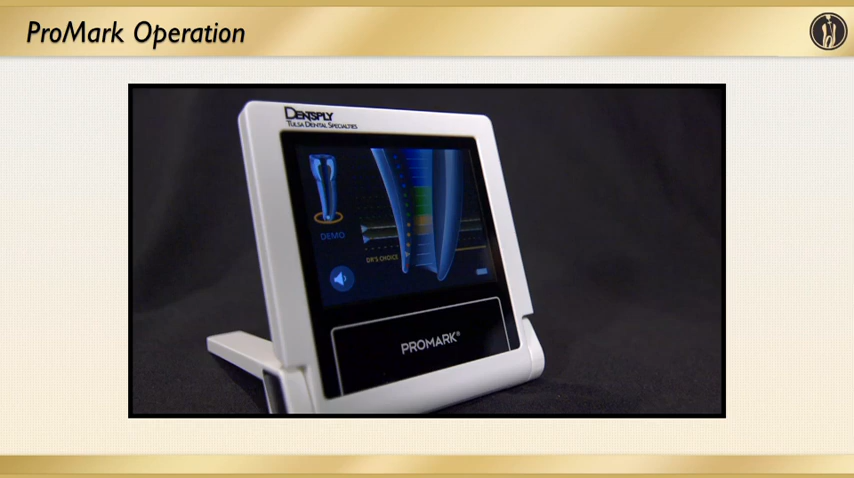 ProMark Operation
DENTSPLY
TULSA DENTAL SPECIALTIES
DEMO
DR'S CHOICE
PROMARK®